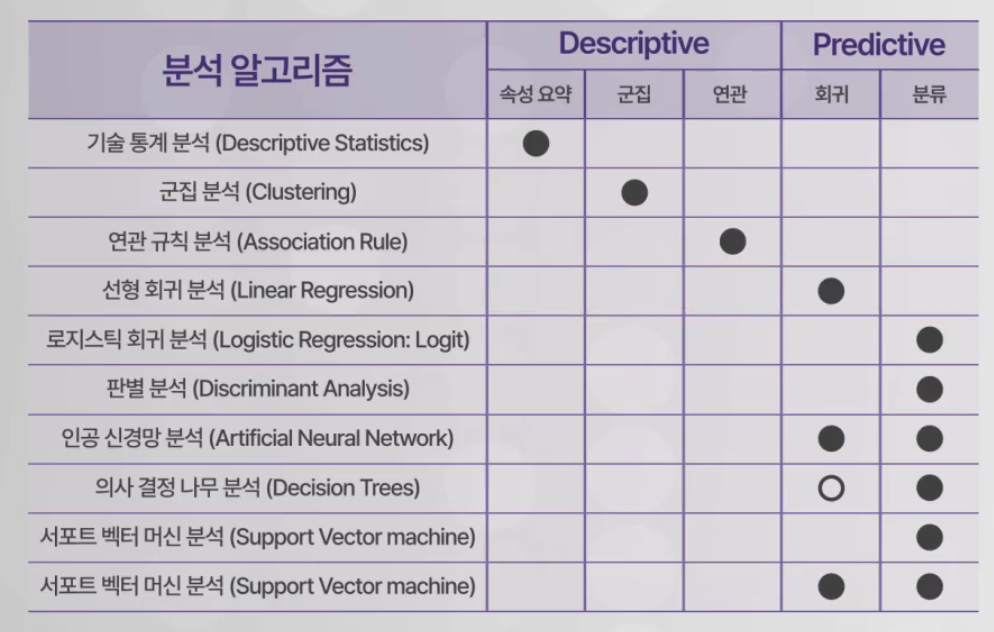 분석 알고리즘
Descriptive
Predictive
속성 요약
군집
연관
회귀
분류
기술 통계 분석 (Descriptive Statistics)
군집 분석 (Clustering)
연관 규칙 분석 (Association Rule)
선형 회귀 분석 (Linear Regression)
로지스틱 회귀 분석 (Logistic Regression: Logit)
판별 분석 (Discriminant Analysis)
인공 신경망 분석 (Artificial Neural Network)
의사 결정 나무 분석 (Decision Trees)
서포트 벡터 머신 분석 (Support Vector machine)
서포트 벡터 머신 분석 (Support Vector machine)